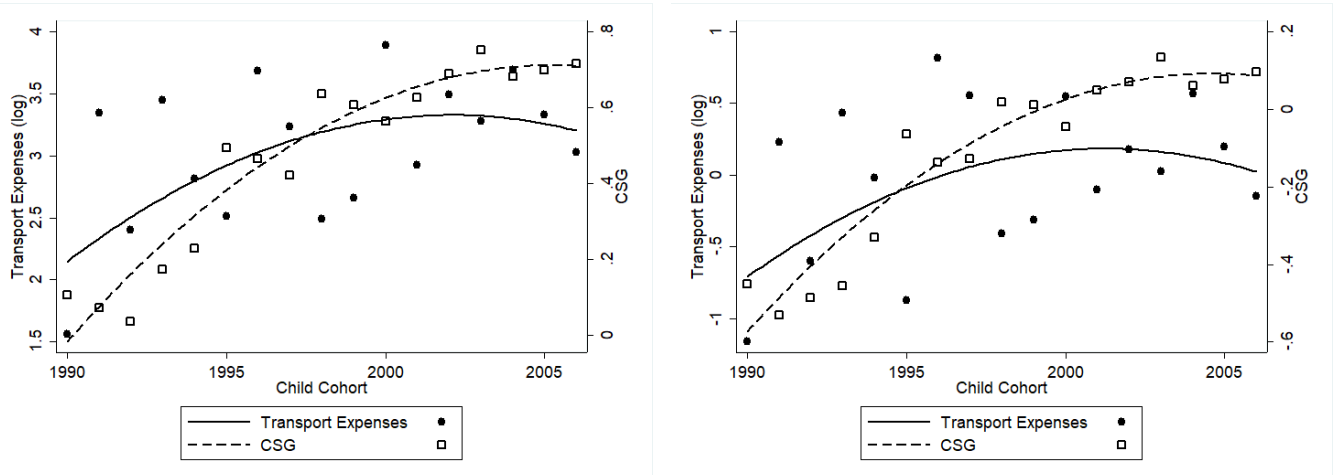 Transport Expenses (log)
4
3.5
3
2.5
2
1.5
.8
.6
.4
.2
0
CSG
1990
1995
2000
2005
Child Cohort
Transport Expenses
CSG
Transport Expenses (log)
1
.5
0
-.5
-1
.2
0
-.2
-.4
-.6
CSG
1990
1995
2000
2005
Child Cohort
Transport Expenses
CSG